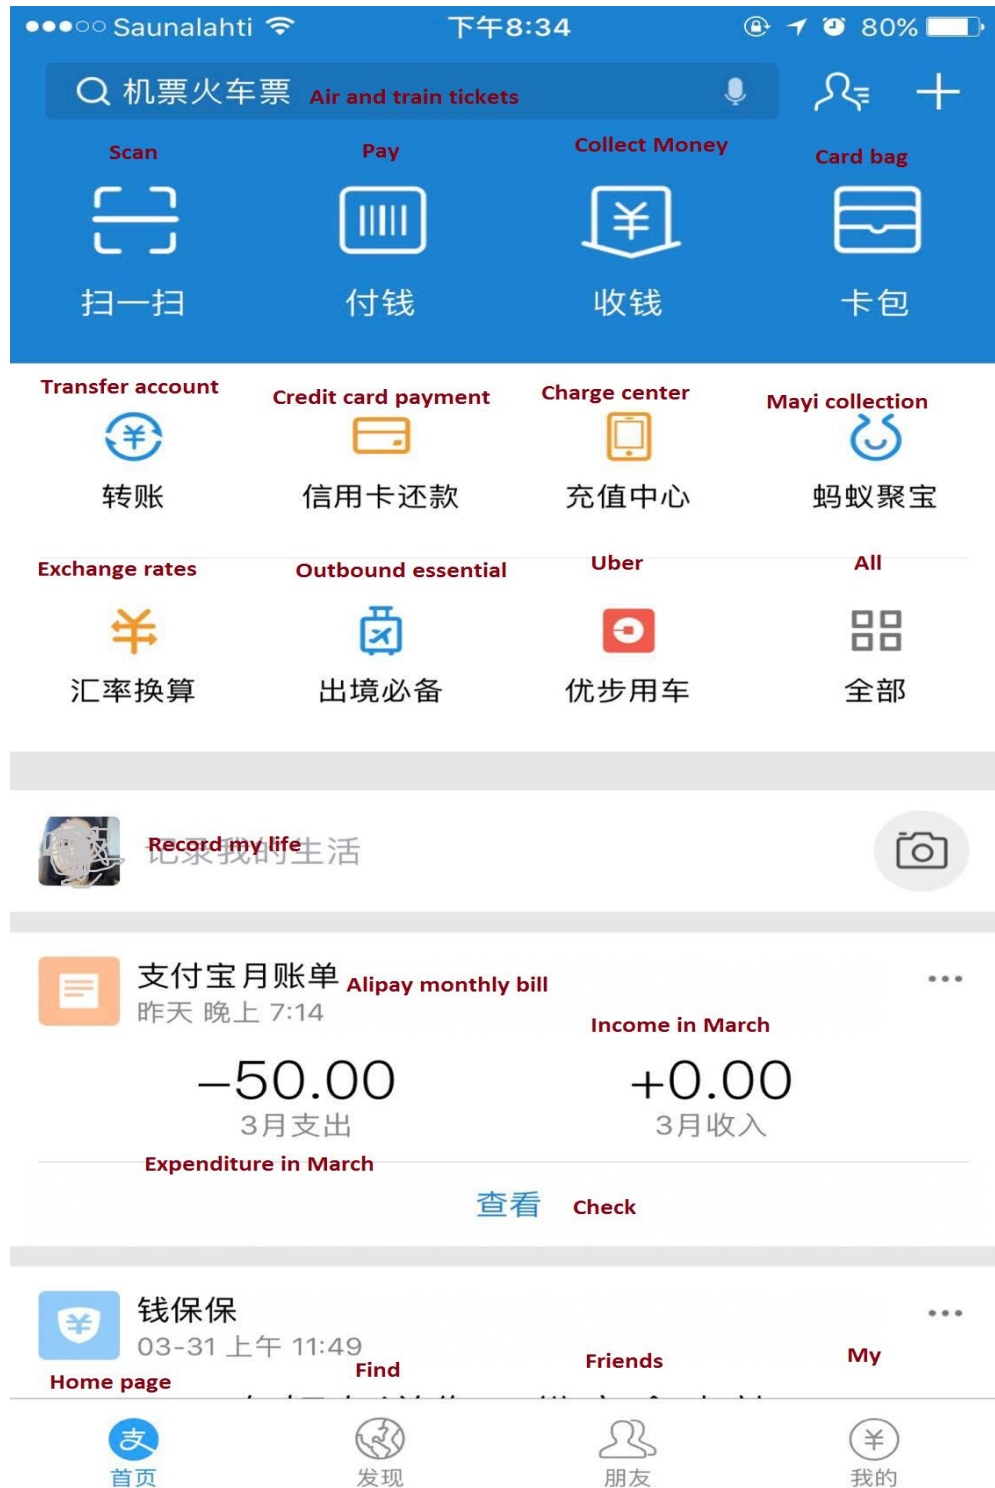 Saunalahti 下午8:34 80%
机票火车票 Air and train tickets
Scan Pay Collect Money Card bag
扫一扫 付钱 收钱 卡包
Transfer account Credit card payment Charge center Mayi collection
转账 信用卡还款 充值中心 蚂蚁聚宝
Exchange rates Outbound essential Uber All
汇率换算 出境必备 优步用车 全部
记录我的生活 Record my life
支付宝月账单 Alipay monthly bill
昨天 晚上 7:14
Income in March
-50.00 +0.00
3月支出 3月收入
Expenditure in March
查看 Check
钱保保
03-31 上午 11:49
Home page Find Friends My
支
首页 发现 朋友 我的